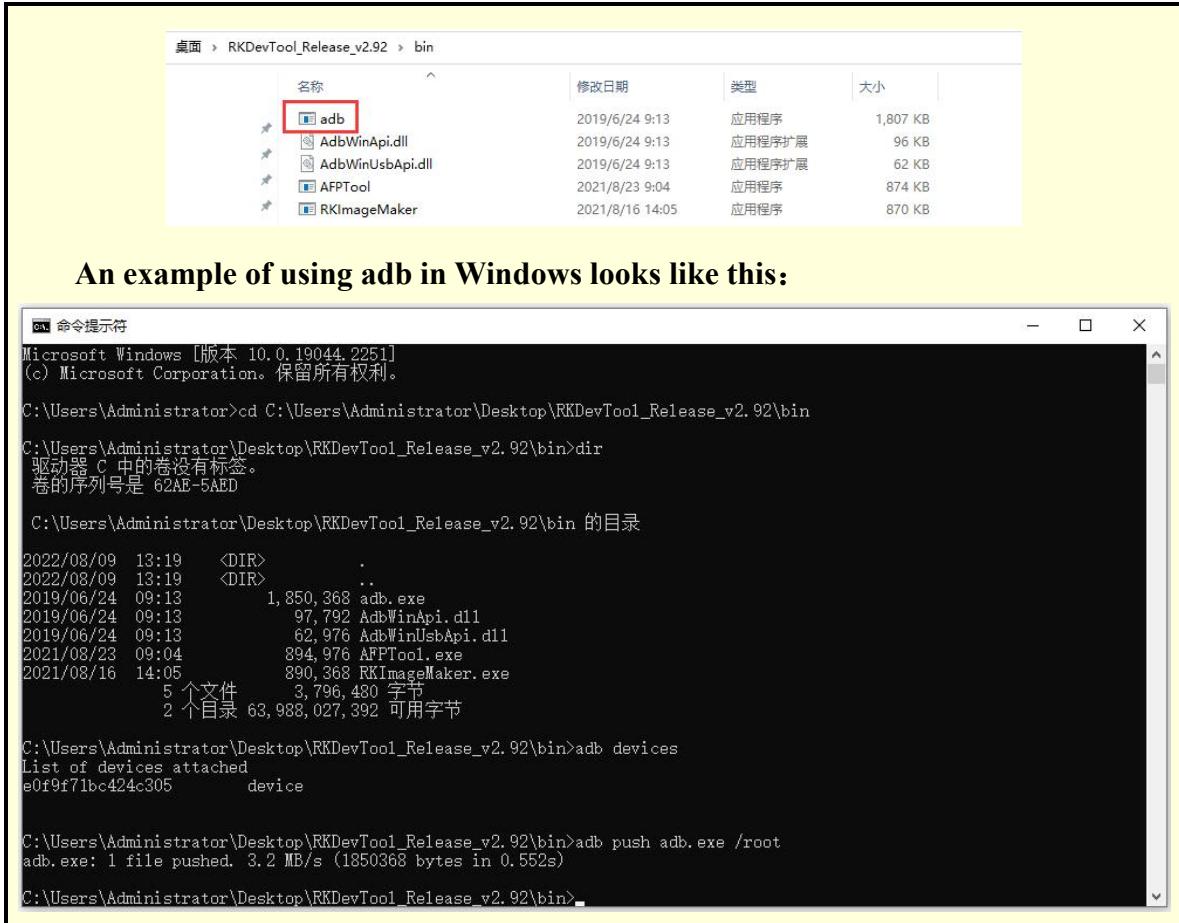 桌面 › RKDevTool_Release_v2.92 › bin
名称 修改日期 类型 大小
adb 2019/6/24 9:13 应用程序 1,807 KB
AdbWinApi.dll 2019/6/24 9:13 应用程序扩展 96 KB
AdbWinUsbApi.dll 2019/6/24 9:13 应用程序扩展 62 KB
AFPTool 2021/8/23 9:04 应用程序 874 KB
RKImageMaker 2021/8/16 14:05 应用程序 870 KB
An example of using adb in Windows looks like this：
命令提示符
Microsoft Windows [版本 10.0.19044.2251]
(c) Microsoft Corporation。保留所有权利。
C:\Users\Administrator>cd C:\Users\Administrator\Desktop\RKDevTool_Release_v2.92\bin
C:\Users\Administrator\Desktop\RKDevTool_Release_v2.92\bin>dir
驱动器 C 中的卷没有标签。
卷的序列号是 62AE-5AED
C:\Users\Administrator\Desktop\RKDevTool_Release_v2.92\bin 的目录
2022/08/09 13:19 <DIR> .
2022/08/09 13:19 <DIR> ..
2019/06/24 09:13 1,850,368 adb.exe
2019/06/24 09:13 97,792 AdbWinApi.dll
2019/06/24 09:13 62,976 AdbWinUsbApi.dll
2021/08/23 09:04 894,976 AFPTool.exe
2021/08/16 14:05 890,368 RKImageMaker.exe
5 个文件 3,796,480 字节
2 个目录 63,988,027,392 可用字节
C:\Users\Administrator\Desktop\RKDevTool_Release_v2.92\bin>adb devices
List of devices attached
e0f9f71bc424c305 device
C:\Users\Administrator\Desktop\RKDevTool_Release_v2.92\bin>adb push adb.exe /root
adb.exe: 1 file pushed. 3.2 MB/s (1850368 bytes in 0.552s)
C:\Users\Administrator\Desktop\RKDevTool_Release_v2.92\bin>